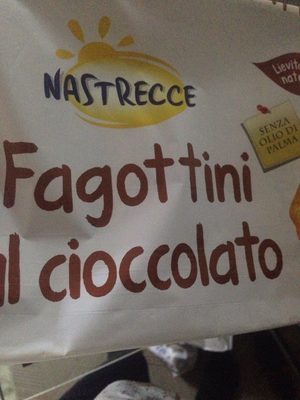 NASTRECCE
SENZA
OLIO DI
PALMA
Fagottini
al cioccolato